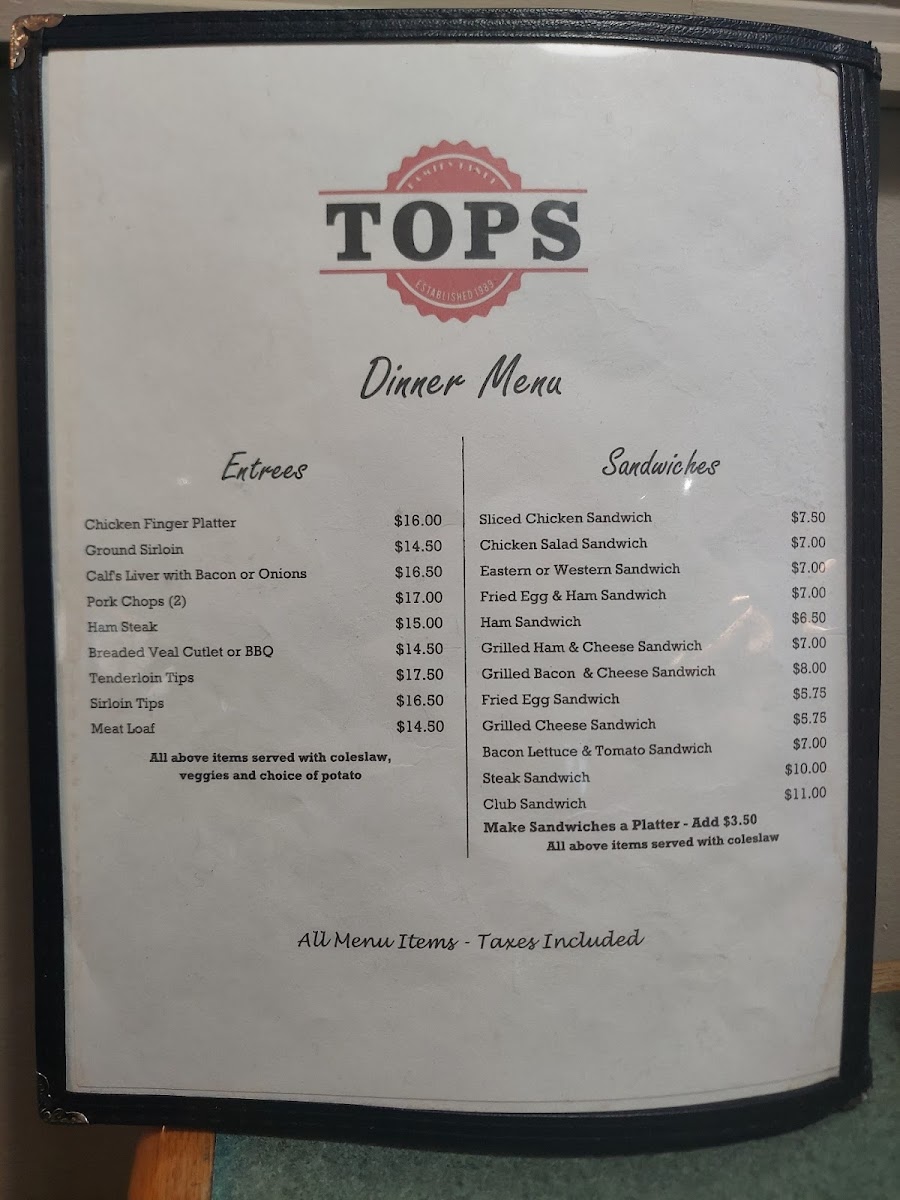 TOPS
ESTABLISHED 1989
Dinner Menu
Entrees
Chicken Finger Platter $16.00
Ground Sirloin $14.50
Calf's Liver with Bacon or Onions $16.50
Pork Chops (2) $17.00
Ham Steak $15.00
Breaded Veal Cutlet or BBQ $14.50
Tenderloin Tips $17.50
Sirloin Tips $16.50
Meat Loaf $14.50
All above items served with coleslaw,
veggies and choice of potato
Sandwiches
Sliced Chicken Sandwich $7.50
Chicken Salad Sandwich $7.00
Eastern or Western Sandwich $7.00
Fried Egg & Ham Sandwich $7.00
Ham Sandwich $6.50
Grilled Ham & Cheese Sandwich $7.00
Grilled Bacon & Cheese Sandwich $8.00
Fried Egg Sandwich $5.75
Grilled Cheese Sandwich $5.75
Bacon Lettuce & Tomato Sandwich $7.00
Steak Sandwich $10.00
Club Sandwich $11.00
Make Sandwiches a Platter - Add $3.50
All above items served with coleslaw
All Menu Items - Taxes Included